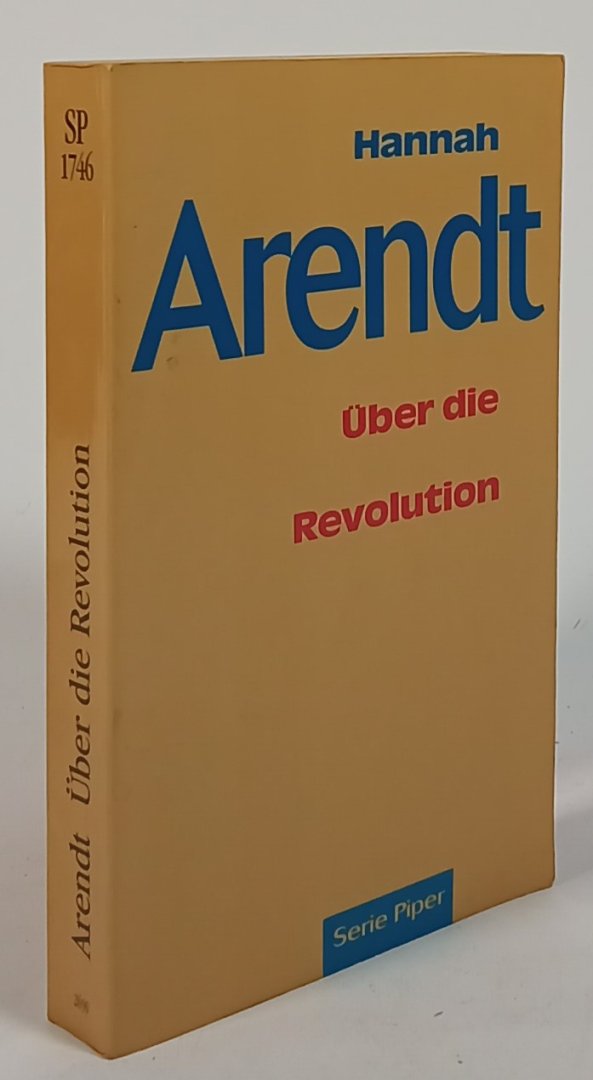 SP
1746
Arendt Über die Revolution
Hannah
Arendt
Über die
Revolution
Serie Piper